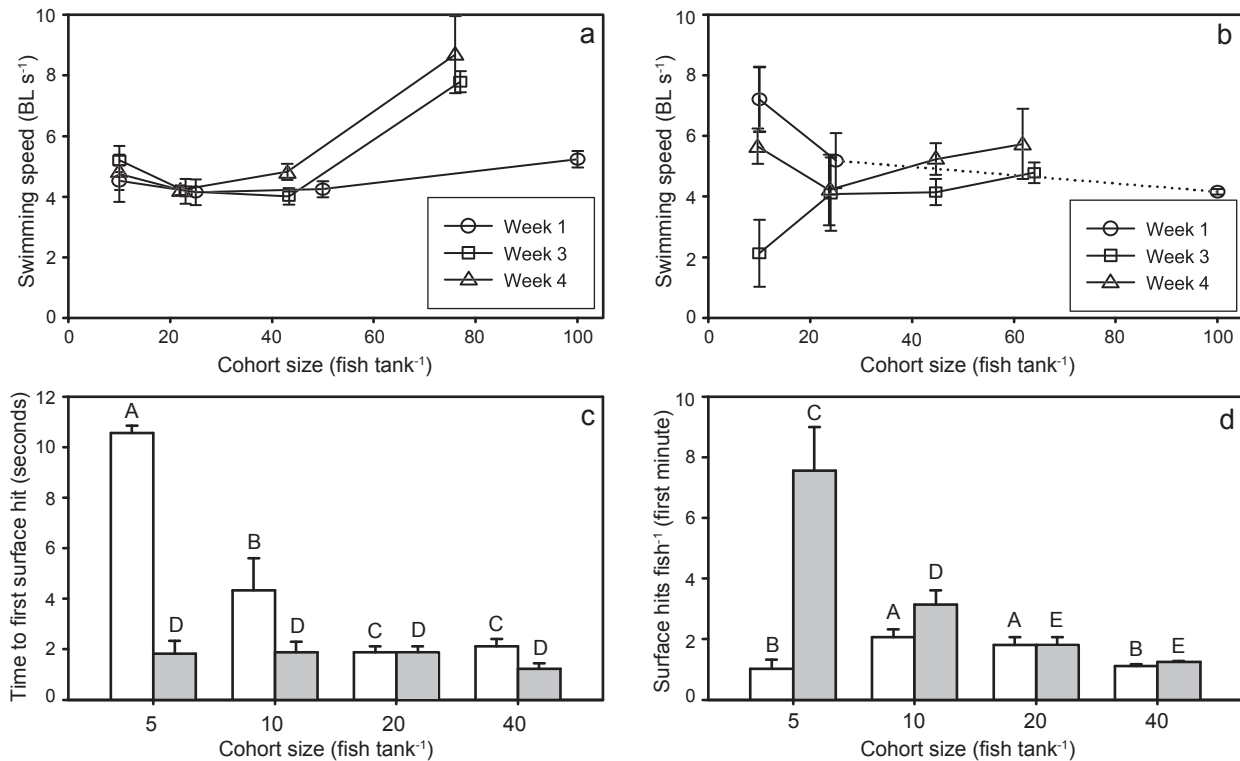 a
Swimming speed (BL s⁻¹)
10
8
6
4
2
0
Week 1
Week 3
Week 4
0 20 40 60 80 100
Cohort size (fish tank⁻¹)
b
Swimming speed (BL s⁻¹)
10
8
6
4
2
0
Week 1
Week 3
Week 4
0 20 40 60 80 100
Cohort size (fish tank⁻¹)
c
Time to first surface hit (seconds)
12
10
8
6
4
2
0
A
D
B
D
C
D
C
D
5 10 20 40
Cohort size (fish tank⁻¹)
d
Surface hits fish⁻¹ (first minute)
10
8
6
4
2
0
B
C
A
D
A
E
B
E
5 10 20 40
Cohort size (fish tank⁻¹)